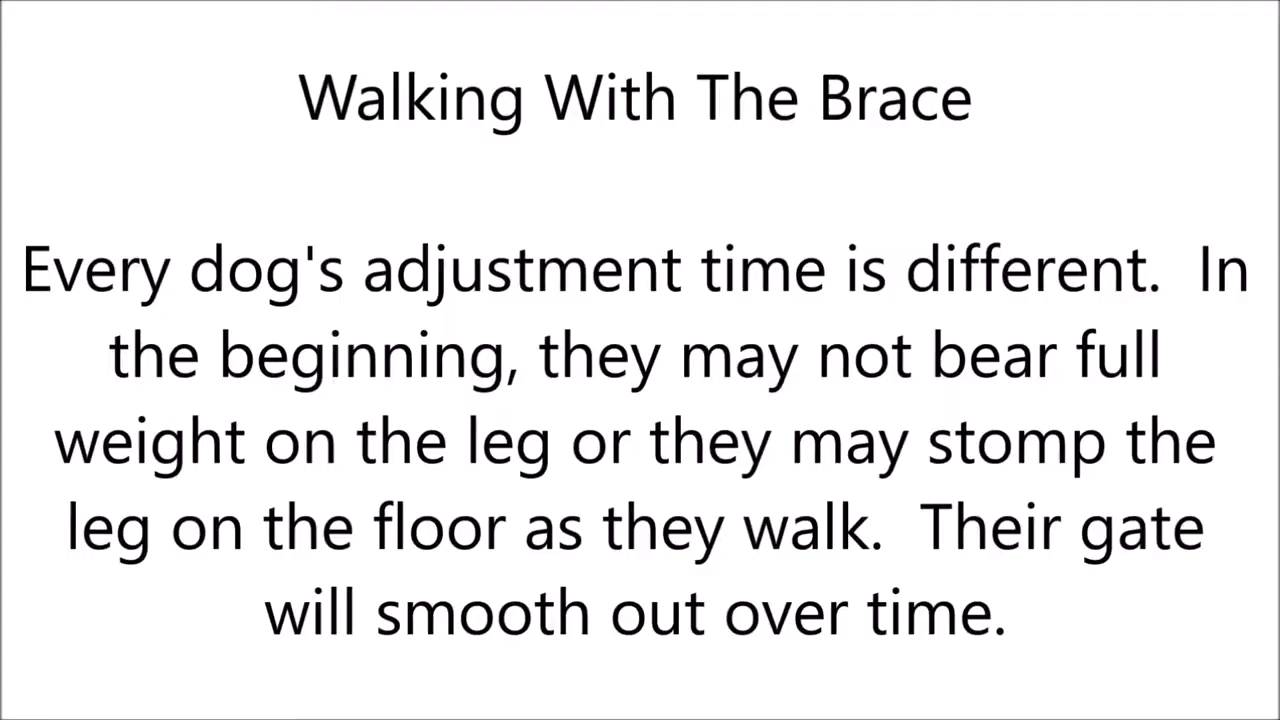 Walking With The Brace
Every dog's adjustment time is different.  In
the beginning, they may not bear full
weight on the leg or they may stomp the
leg on the floor as they walk.  Their gate
will smooth out over time.